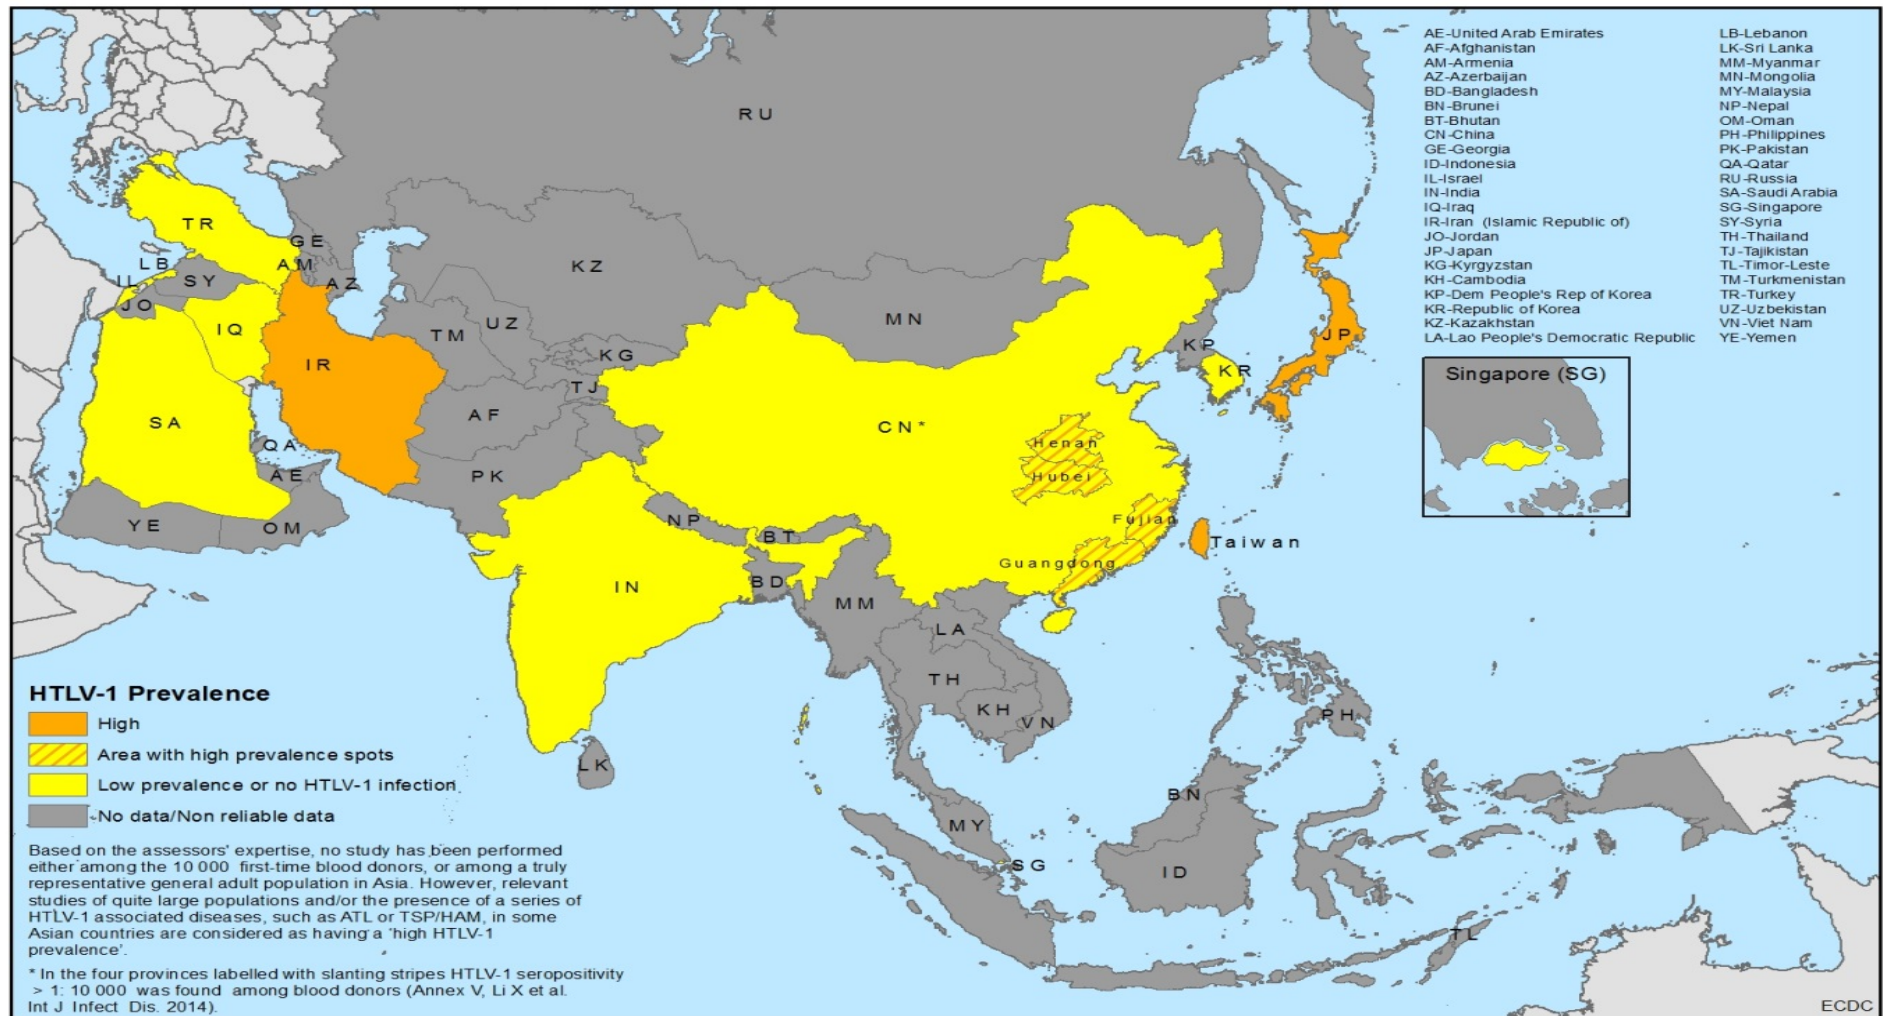 RU
TR
GE
LB
AM
KZ
IL
SY
AZ
JO
IQ
UZ
MN
TM
KP
JP
IR
KG
KR
TJ
SA
AF
CN*
Henan
QA
AE
PK
Hubei
YE
OM
NP
BT
Fujian
Taiwan
Guangdong
IN
BD
MM
LA
TH
KH
VN
PH
LK
BN
MY
SG
ID
TL
AE-United Arab Emirates
AF-Afghanistan
AM-Armenia
AZ-Azerbaijan
BD-Bangladesh
BN-Brunei
BT-Bhutan
CN-China
GE-Georgia
ID-Indonesia
IL-Israel
IN-India
IQ-Iraq
IR-Iran (Islamic Republic of)
JO-Jordan
JP-Japan
KG-Kyrgyzstan
KH-Cambodia
KP-Dem People's Rep of Korea
KR-Republic of Korea
KZ-Kazakhstan
LA-Lao People's Democratic Republic
LB-Lebanon
LK-Sri Lanka
MM-Myanmar
MN-Mongolia
MY-Malaysia
NP-Nepal
OM-Oman
PH-Philippines
PK-Pakistan
QA-Qatar
RU-Russia
SA-Saudi Arabia
SG-Singapore
SY-Syria
TH-Thailand
TJ-Tajikistan
TL-Timor-Leste
TM-Turkmenistan
TR-Turkey
UZ-Uzbekistan
VN-Viet Nam
YE-Yemen
Singapore (SG)
HTLV-1 Prevalence
High
Area with high prevalence spots
Low prevalence or no HTLV-1 infection
No data/Non reliable data
Based on the assessors' expertise, no study has been performed
either among the 10 000 first-time blood donors, or among a truly
representative general adult population in Asia. However, relevant
studies of quite large populations and/or the presence of a series of
HTLV-1 associated diseases, such as ATL or TSP/HAM, in some
Asian countries are considered as having a 'high HTLV-1
prevalence'.
* In the four provinces labelled with slanting stripes HTLV-1 seropositivity
> 1: 10 000 was found among blood donors (Annex V, Li X et al.
Int J Infect Dis. 2014).
ECDC